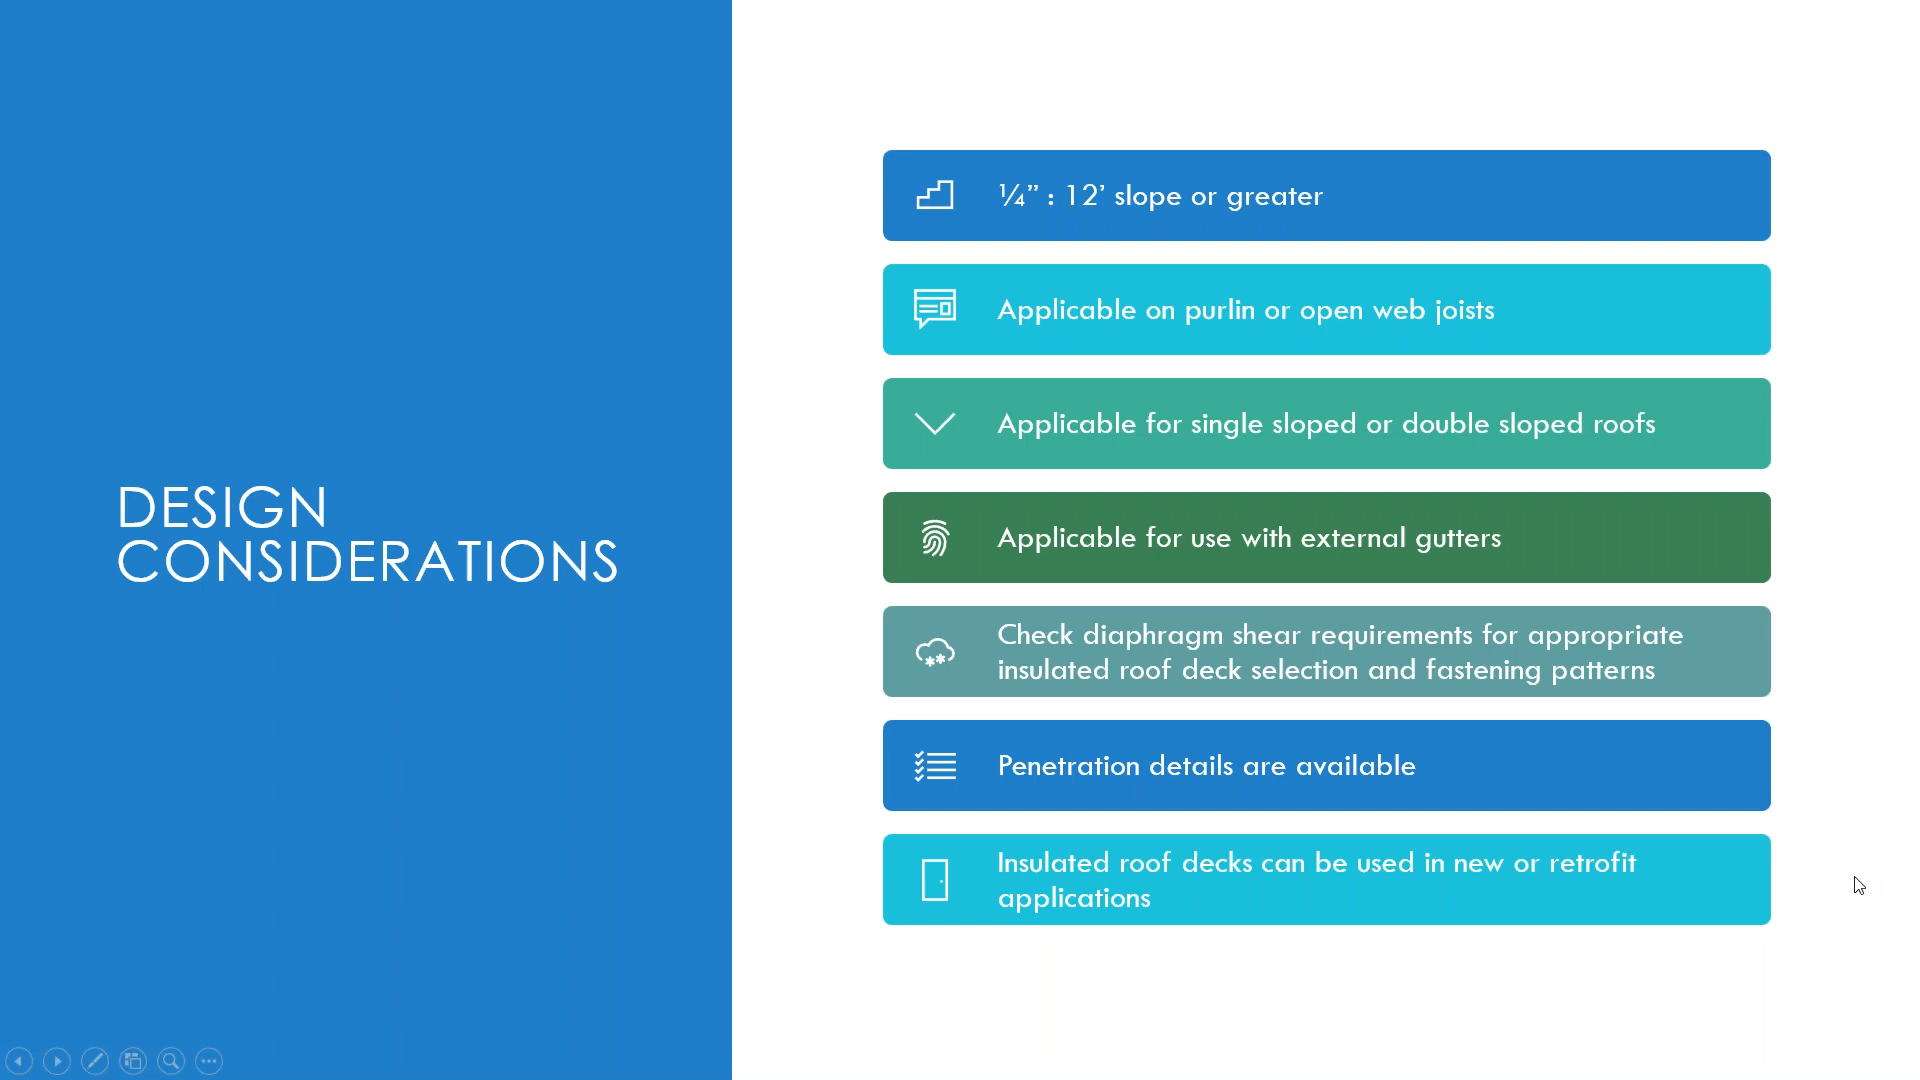 DESIGN
CONSIDERATIONS
¼” : 12’ slope or greater
Applicable on purlin or open web joists
Applicable for single sloped or double sloped roofs
Applicable for use with external gutters
Check diaphragm shear requirements for appropriate
insulated roof deck selection and fastening patterns
Penetration details are available
Insulated roof decks can be used in new or retrofit
applications